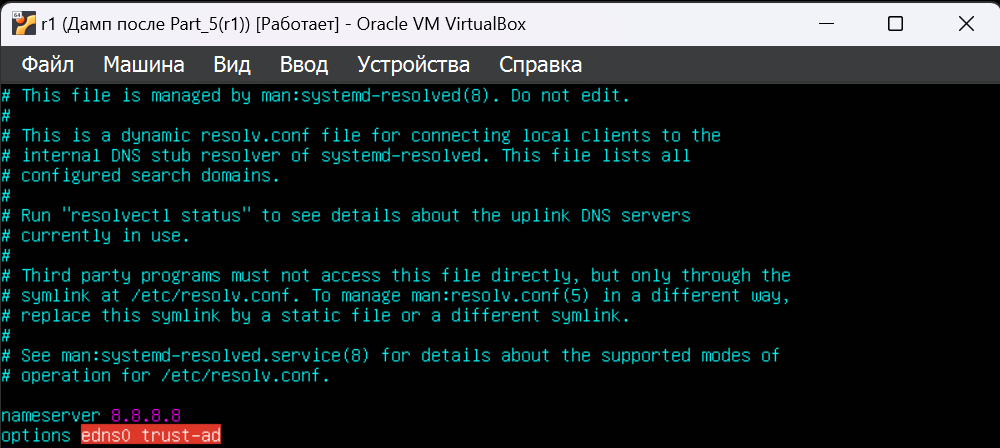 r1 (Дамп после Part_5(r1)) [Работает] - Oracle VM VirtualBox
Файл Машина Вид Ввод Устройства Справка
# This file is managed by man:systemd-resolved(8). Do not edit.
#
# This is a dynamic resolv.conf file for connecting local clients to the
# internal DNS stub resolver of systemd-resolved. This file lists all
# configured search domains.
#
# Run "resolvectl status" to see details about the uplink DNS servers
# currently in use.
#
# Third party programs must not access this file directly, but only through the
# symlink at /etc/resolv.conf. To manage man:resolv.conf(5) in a different way,
# replace this symlink by a static file or a different symlink.
#
# See man:systemd-resolved.service(8) for details about the supported modes of
# operation for /etc/resolv.conf.
nameserver 8.8.8.8
options edns0 trust-ad